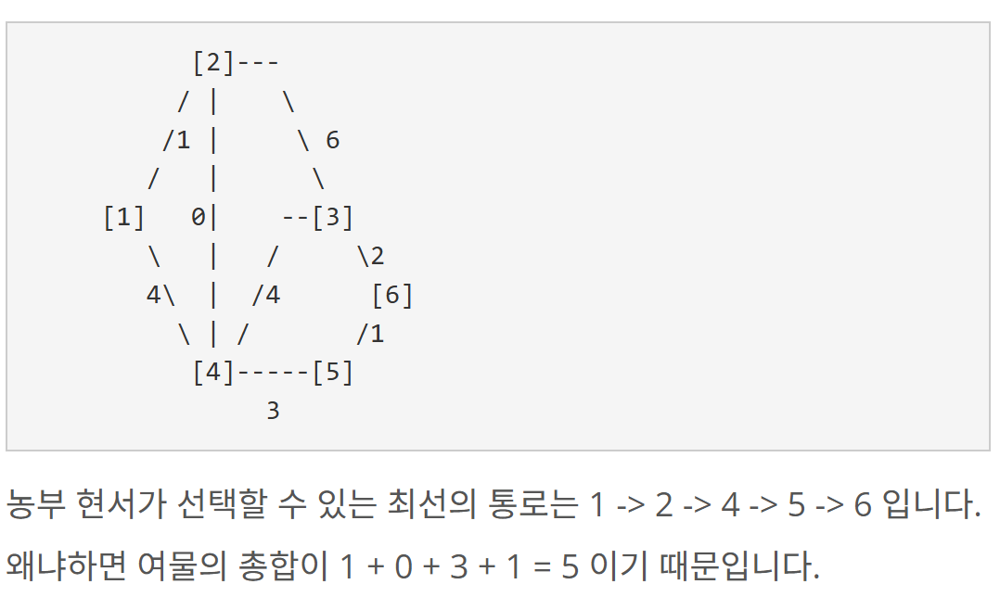 [2]---
/ |    \
/1 |     \ 6
/   |      \
[1]   0|    --[3]
\   |   /     \2
4\  |  /4      [6]
\ | /       /1
[4]-----[5]
3
농부 현서가 선택할 수 있는 최선의 통로는 1 -> 2 -> 4 -> 5 -> 6 입니다.
왜냐하면 여물의 총합이 1 + 0 + 3 + 1 = 5 이기 때문입니다.